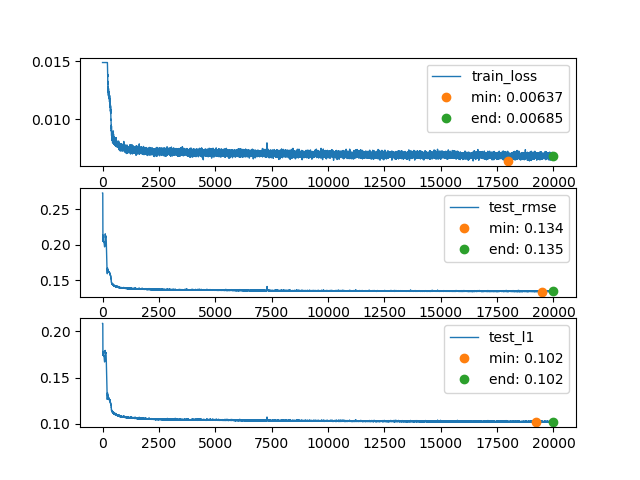 0.015
0.010
train_loss
min: 0.00637
end: 0.00685
0 2500 5000 7500 10000 12500 15000 17500 20000
0.25
0.20
0.15
test_rmse
min: 0.134
end: 0.135
0 2500 5000 7500 10000 12500 15000 17500 20000
0.20
0.15
0.10
test_l1
min: 0.102
end: 0.102
0 2500 5000 7500 10000 12500 15000 17500 20000